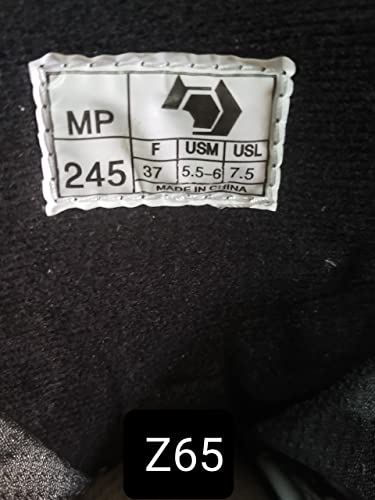 MP
F USM USL
245 37 5.5-6 7.5
MADE IN CHINA
Z65